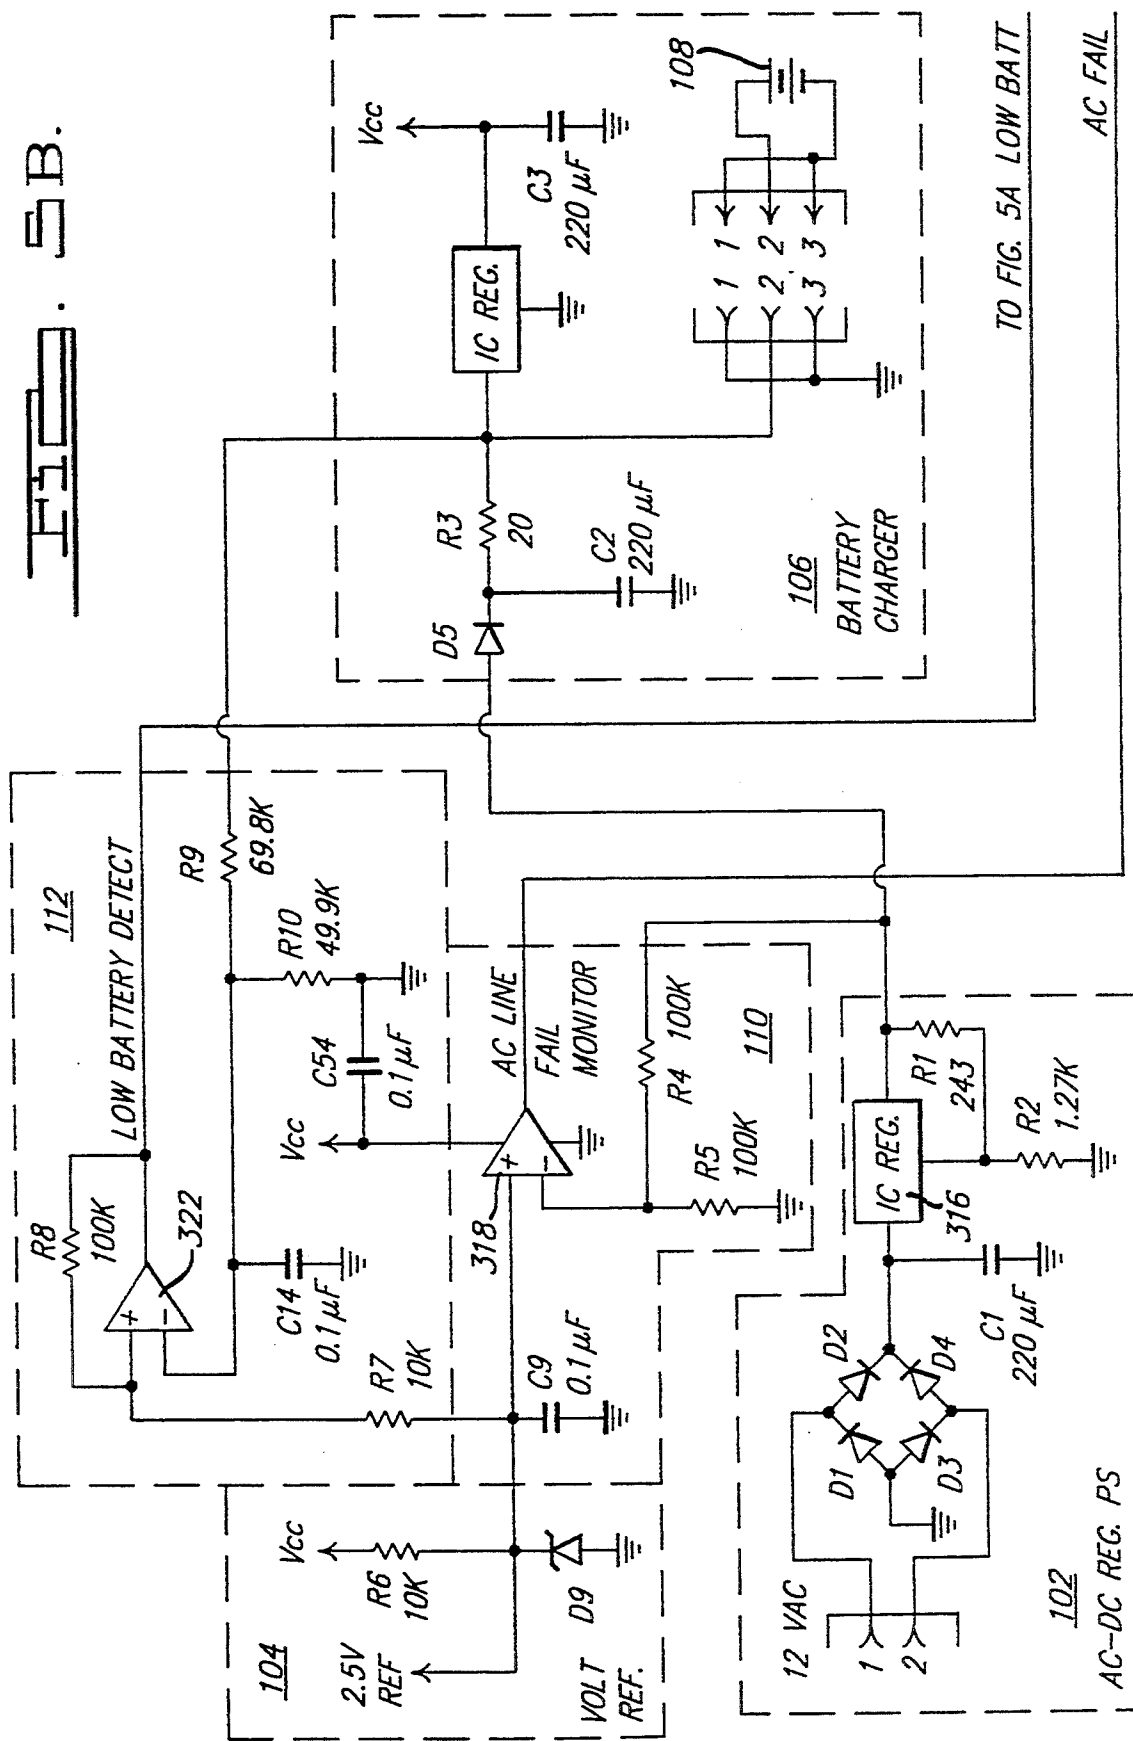 FIG. 5B.
112
LOW BATTERY DETECT
R8
100K
+
−
322
R9
69.8K
R10
49.9K
C14
0.1 µF
C54
0.1 µF
Vcc
R7
10K
104
2.5V
REF
Vcc
R6
10K
D9
VOLT
REF.
C9
0.1 µF
318
+
−
AC LINE
FAIL
MONITOR
110
R4
100K
R5
100K
102
AC-DC REG. PS
12 VAC
1
2
D1
D2
D3
D4
C1
220 µF
IC REG.
316
R1
243
R2
1.27K
106
BATTERY
CHARGER
D5
C2
220 µF
R3
20
IC REG.
Vcc
C3
220 µF
1 1
2 2
3 3
108
TO FIG. 5A LOW BATT
AC FAIL